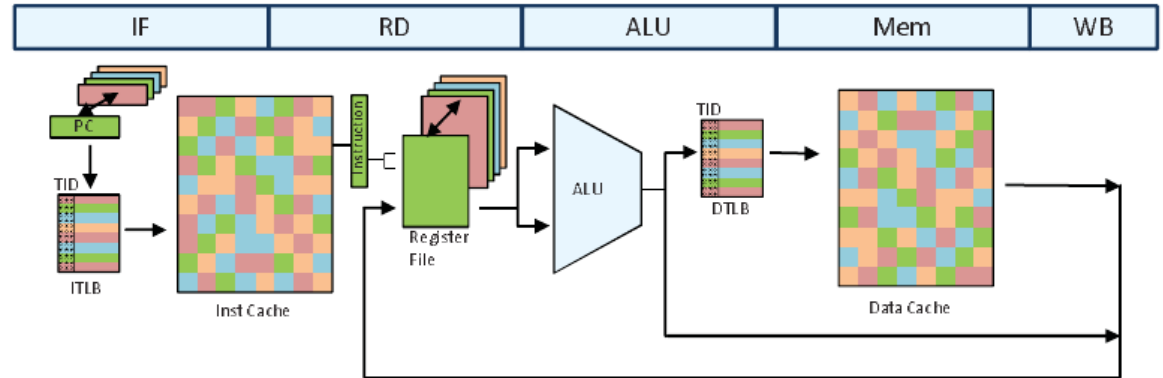 IF
RD
ALU
Mem
WB
PC
TID
ITLB
Inst Cache
Instruction
Register
File
ALU
TID
DTLB
Data Cache